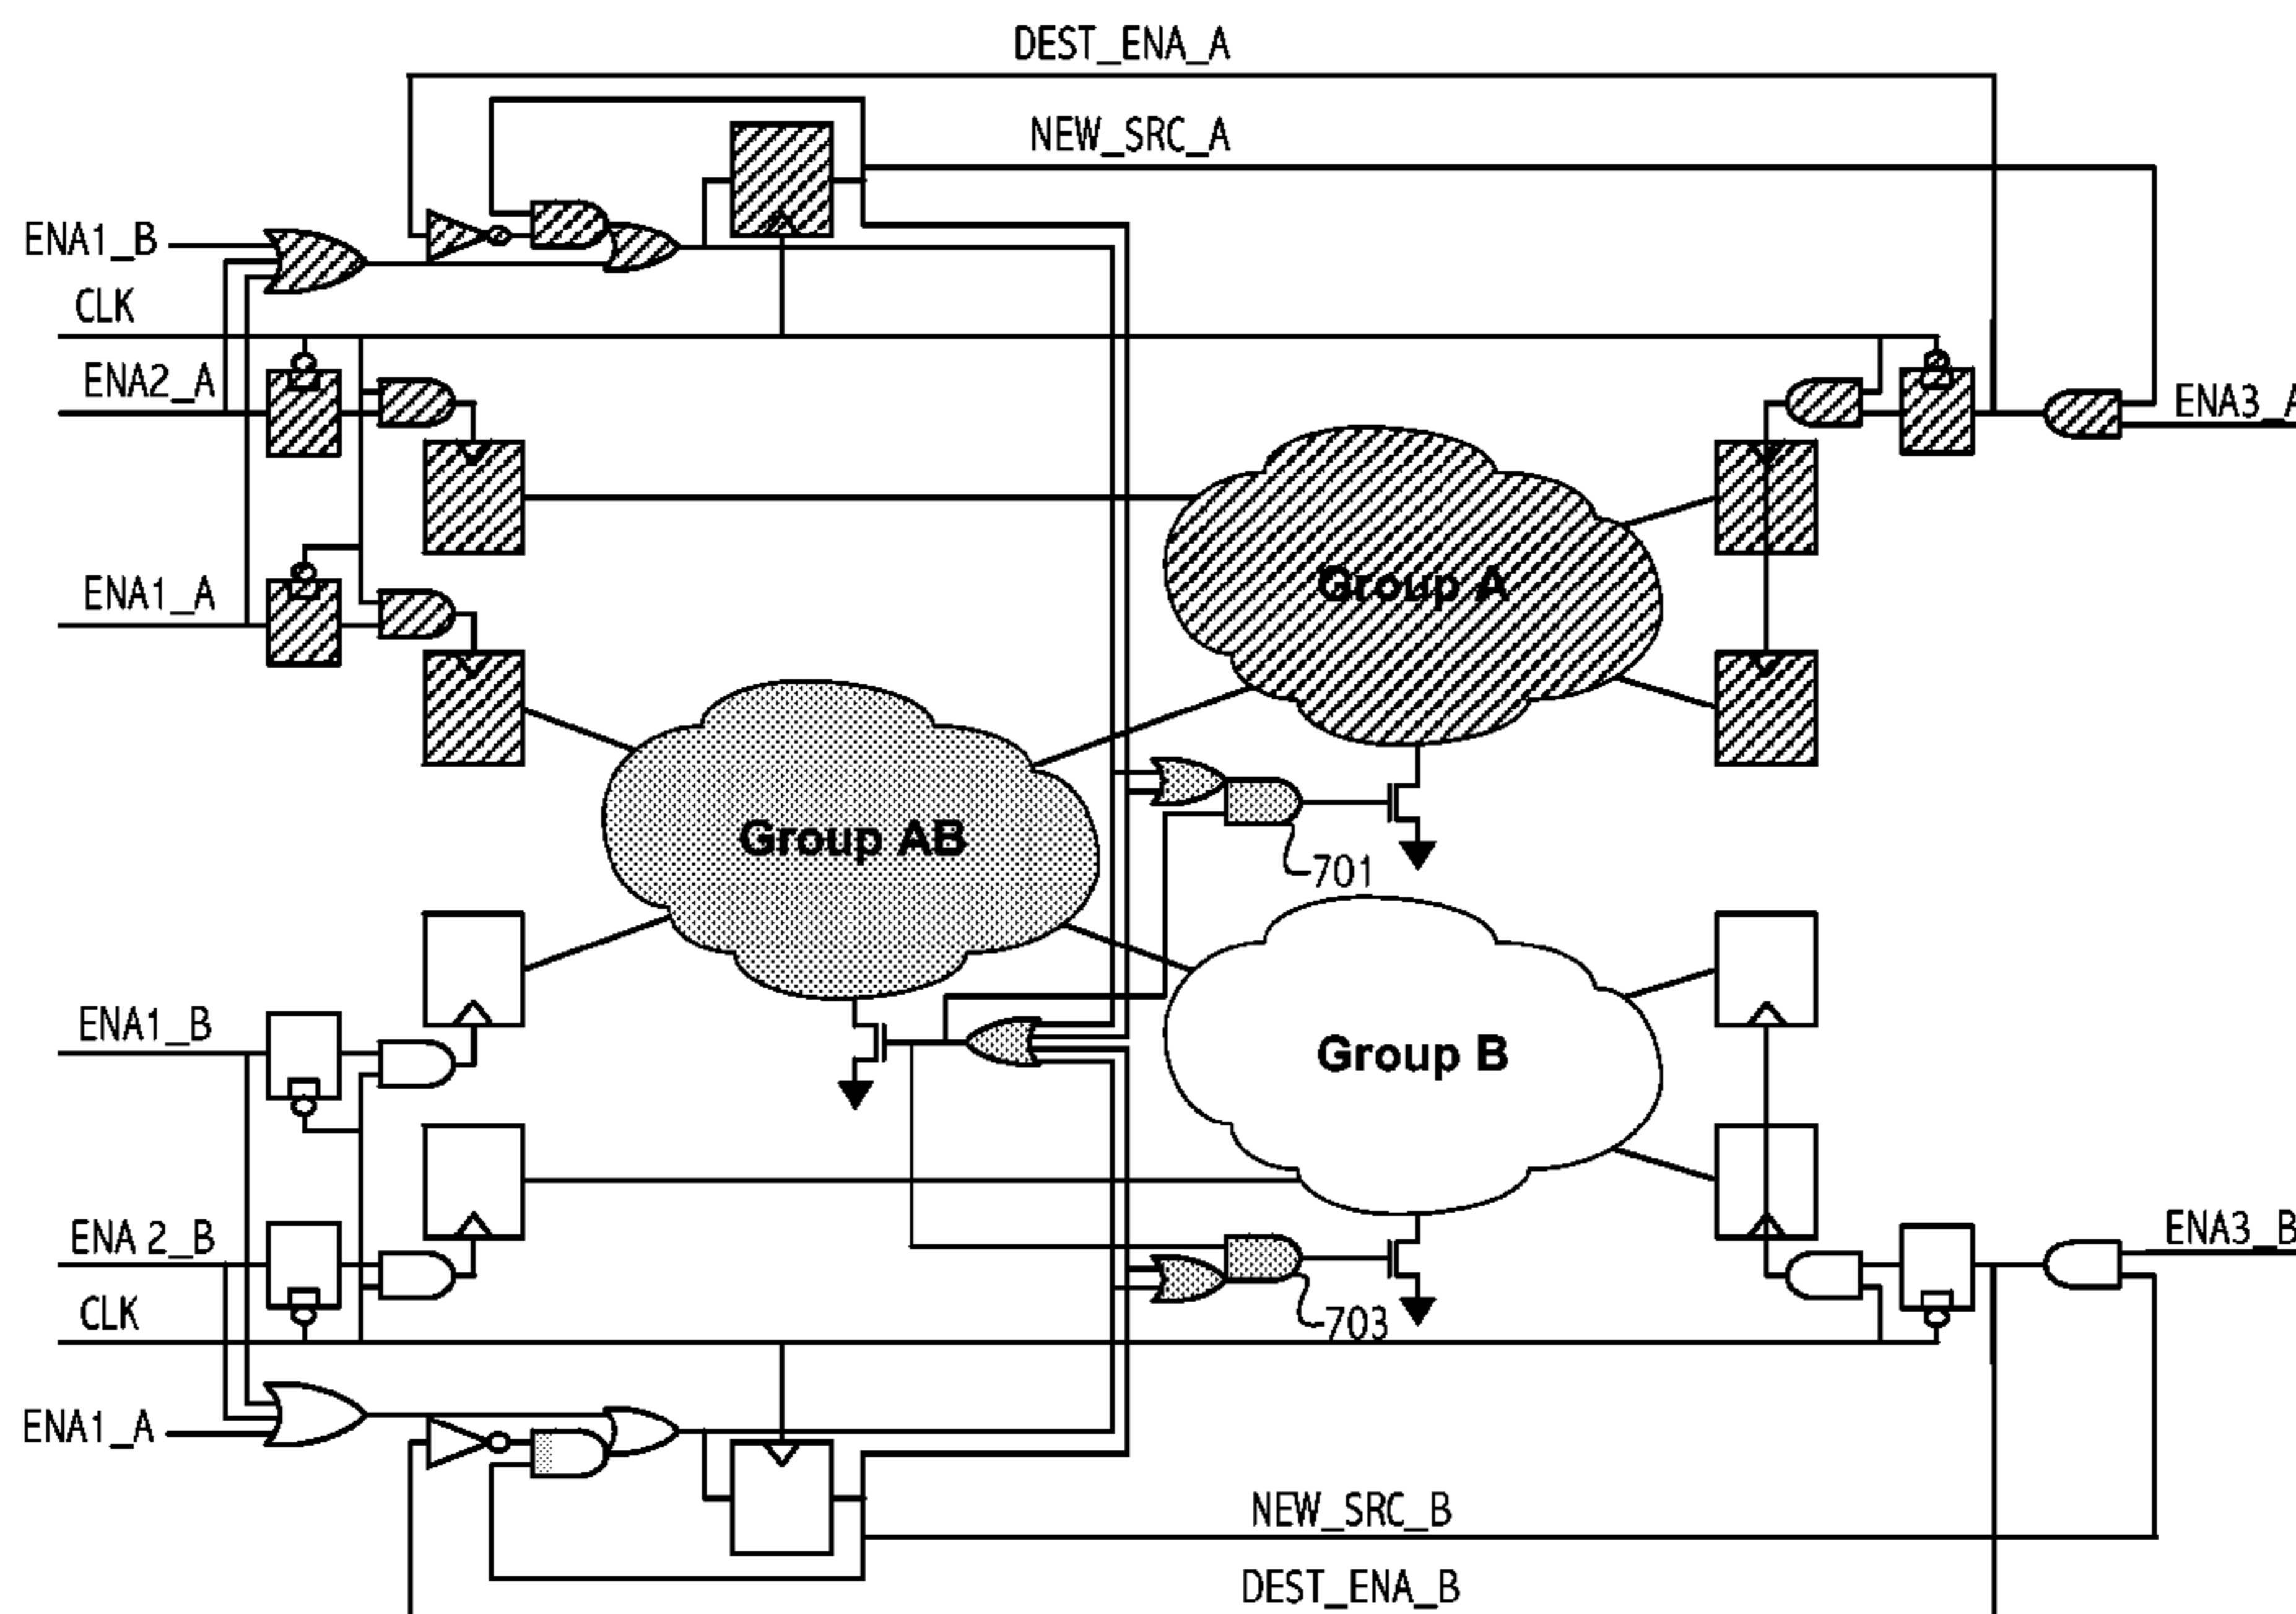 DEST_ENA_A
NEW_SRC_A
ENA1_B
CLK
ENA2_A
ENA3_A
ENA1_A
Group A
Group AB
701
ENA1_B
Group B
ENA 2_B
ENA3_B
CLK
703
ENA1_A
NEW_SRC_B
DEST_ENA_B